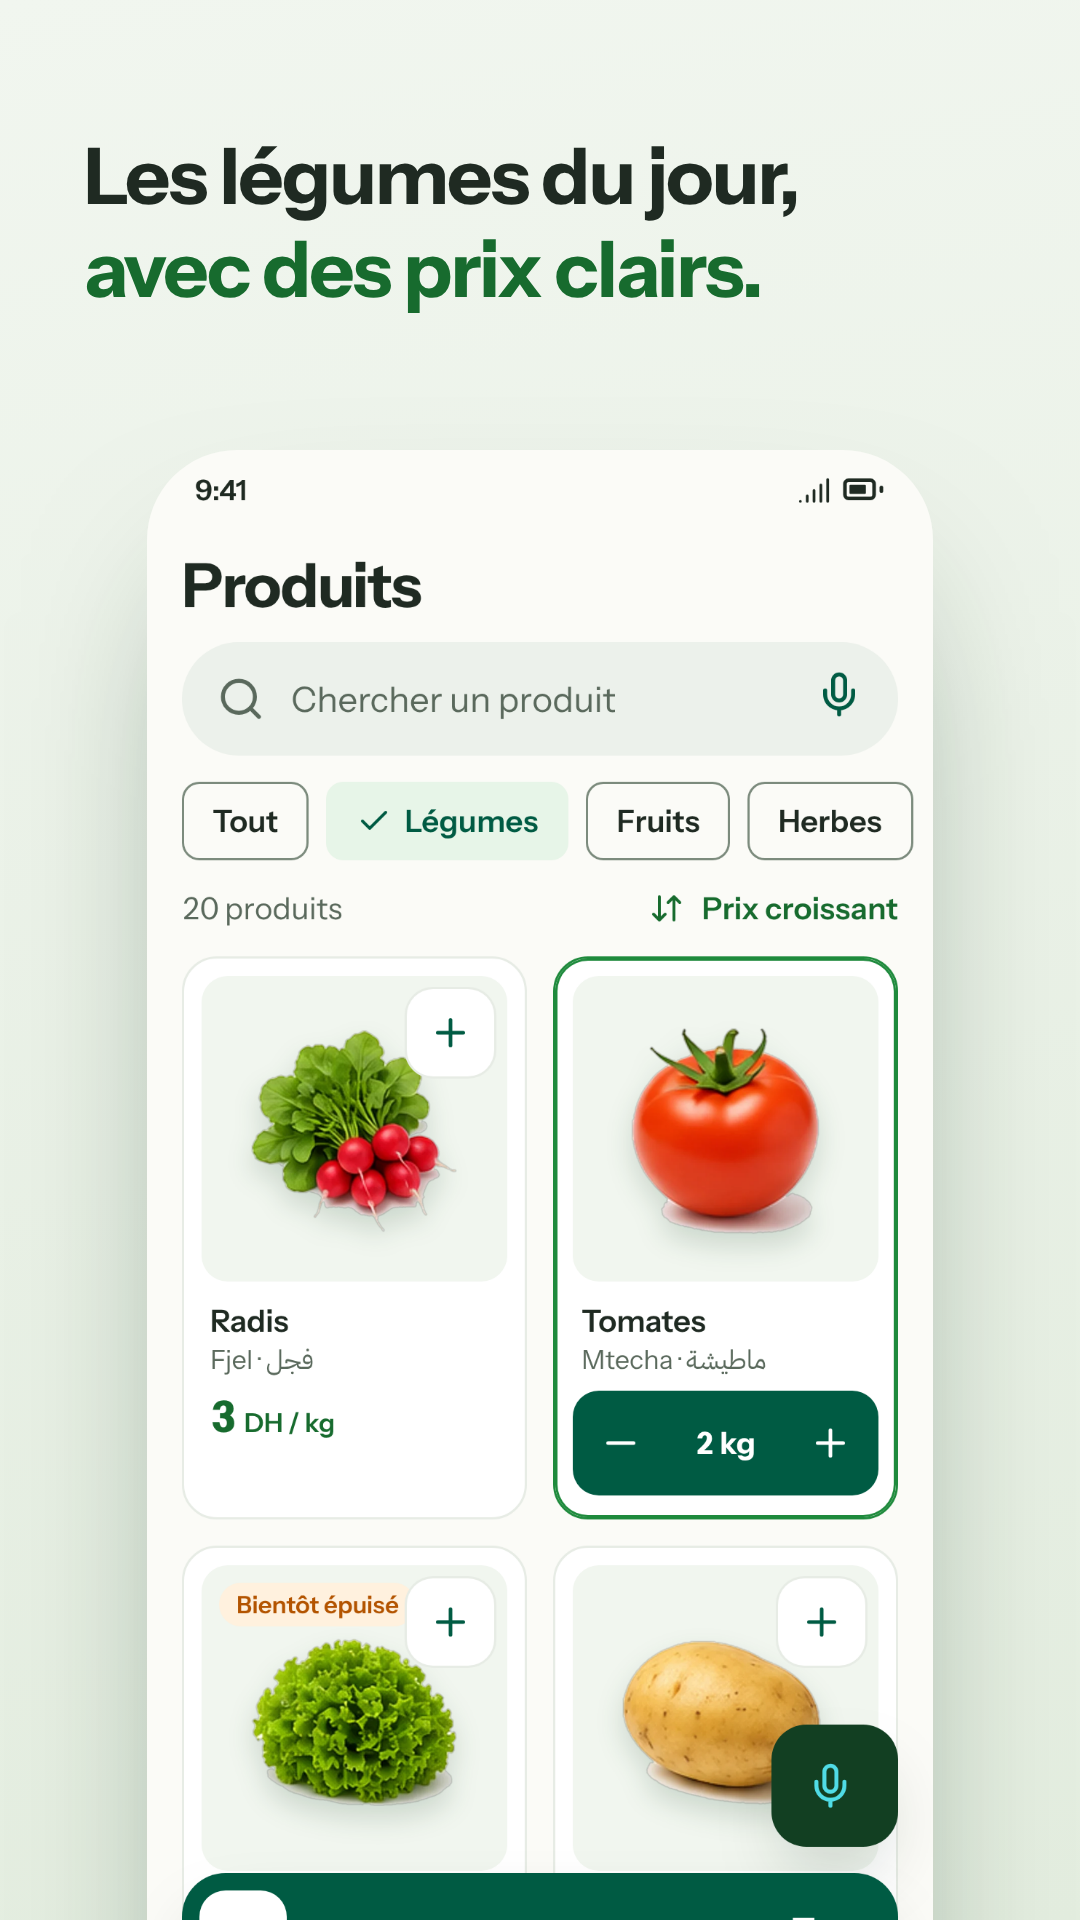 Les légumes du jour,
avec des prix clairs.
9:41
Produits
Chercher un produit
Tout
Légumes
Fruits
Herbes
20 produits
Prix croissant
Radis
Fjel · فجل
3 DH / kg
Tomates
Mtecha · ماطيشة
2 kg
Bientôt épuisé